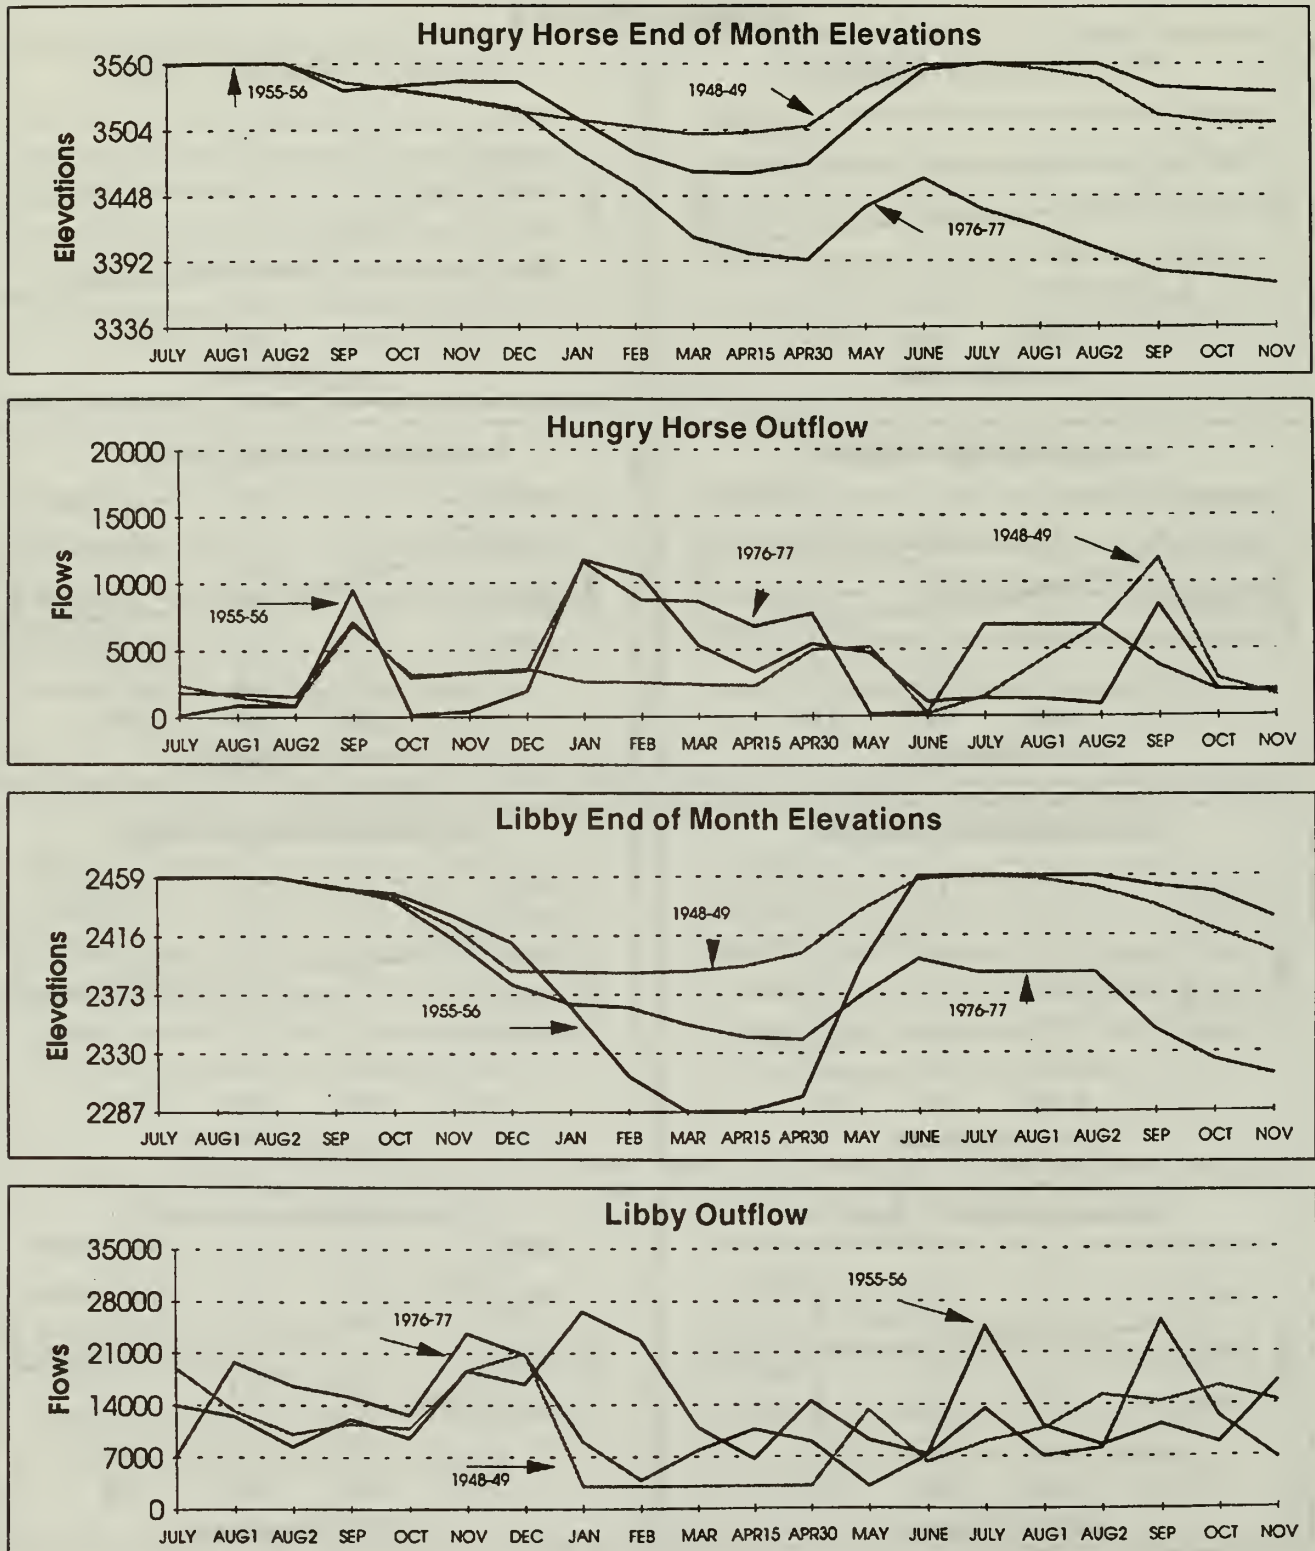 Hungry Horse End of Month Elevations
Elevations
3560
3504
3448
3392
3336
1955-56
1948-49
1976-77
JULY AUG1 AUG2 SEP OCT NOV DEC JAN FEB MAR APR15 APR30 MAY JUNE JULY AUG1 AUG2 SEP OCT NOV
Hungry Horse Outflow
Flows
20000
15000
10000
5000
0
1955-56
1976-77
1948-49
JULY AUG1 AUG2 SEP OCT NOV DEC JAN FEB MAR APR15 APR30 MAY JUNE JULY AUG1 AUG2 SEP OCT NOV
Libby End of Month Elevations
Elevations
2459
2416
2373
2330
2287
1948-49
1955-56
1976-77
JULY AUG1 AUG2 SEP OCT NOV DEC JAN FEB MAR APR15 APR30 MAY JUNE JULY AUG1 AUG2 SEP OCT NOV
Libby Outflow
Flows
35000
28000
21000
14000
7000
0
1976-77
1948-49
1955-56
JULY AUG1 AUG2 SEP OCT NOV DEC JAN FEB MAR APR15 APR30 MAY JUNE JULY AUG1 AUG2 SEP OCT NOV